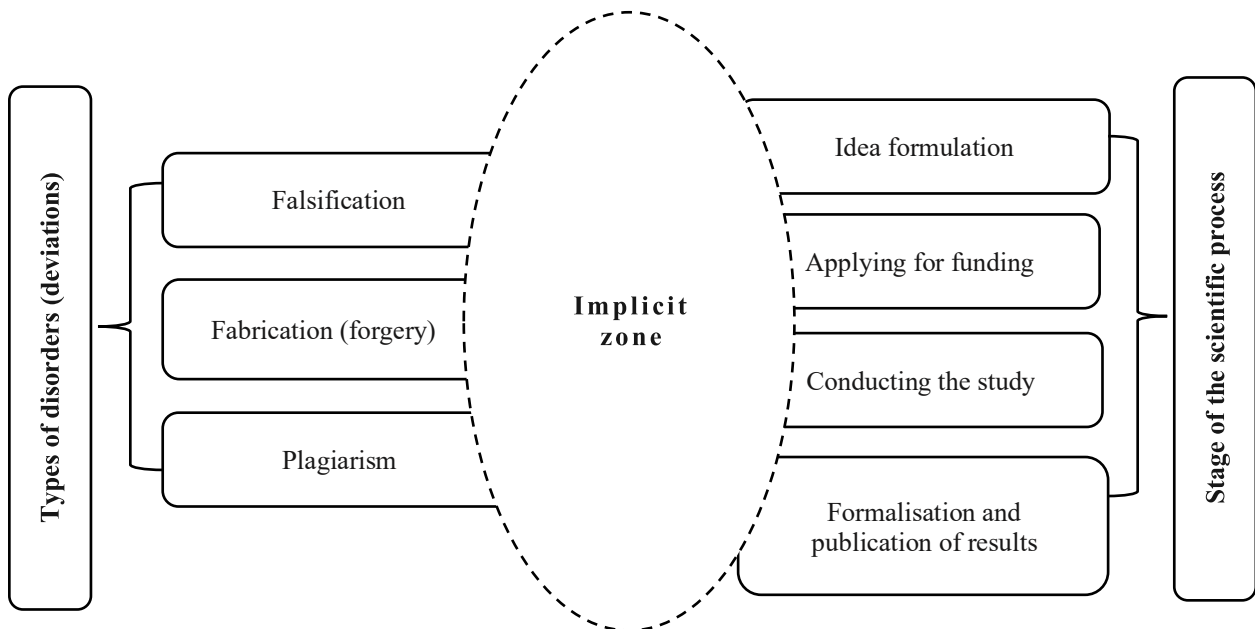 Types of disorders (deviations)
Falsification
Fabrication (forgery)
Plagiarism
Implicit
zone
Idea formulation
Applying for funding
Conducting the study
Formalisation and
publication of results
Stage of the scientific process